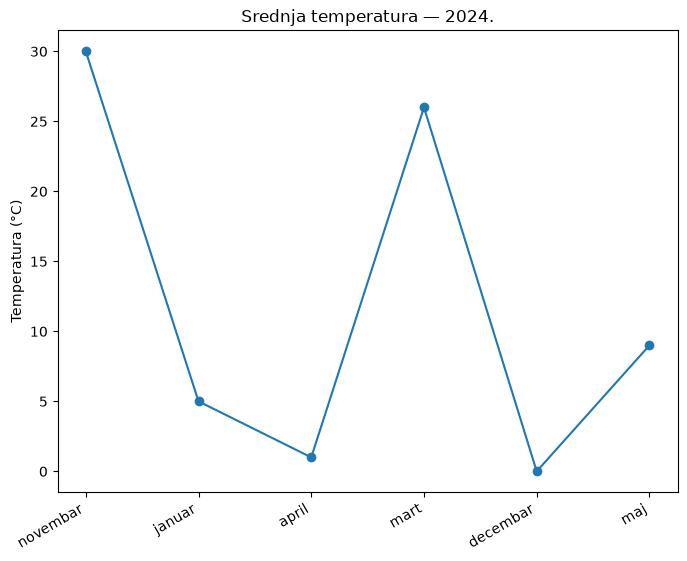 Srednja temperatura — 2024.
Temperatura (°C)
30
25
20
15
10
5
0
novembar
januar
april
mart
decembar
maj